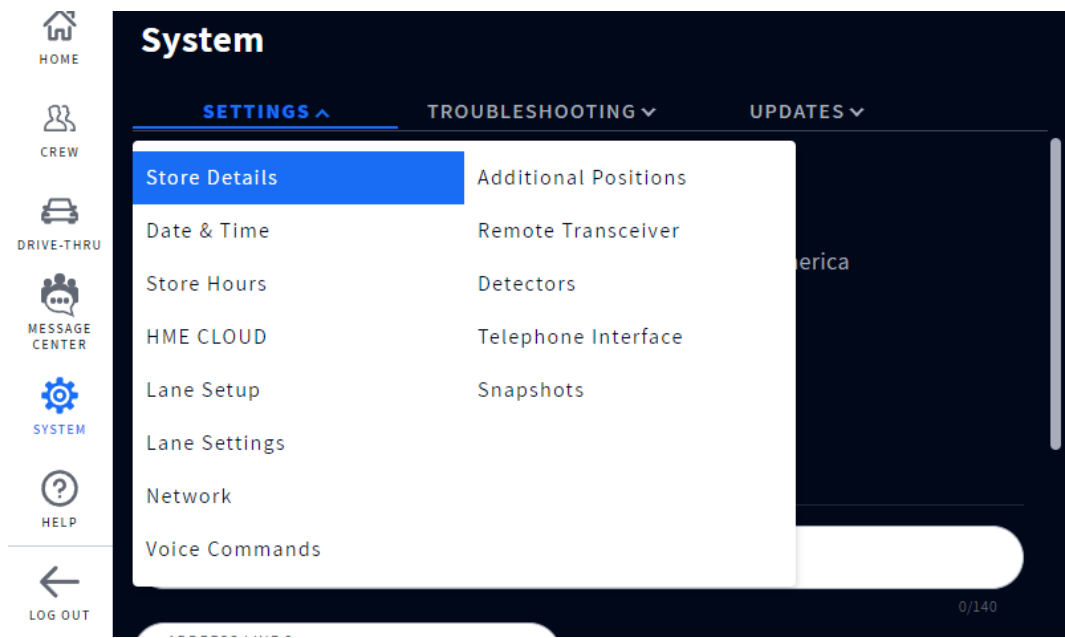 HOME
CREW
DRIVE-THRU
MESSAGE
CENTER
SYSTEM
HELP
LOG OUT
System
SETTINGS
TROUBLESHOOTING
UPDATES
Store Details
Date & Time
Store Hours
HME CLOUD
Lane Setup
Lane Settings
Network
Voice Commands
Additional Positions
Remote Transceiver
Detectors
Telephone Interface
Snapshots
erica
0/140